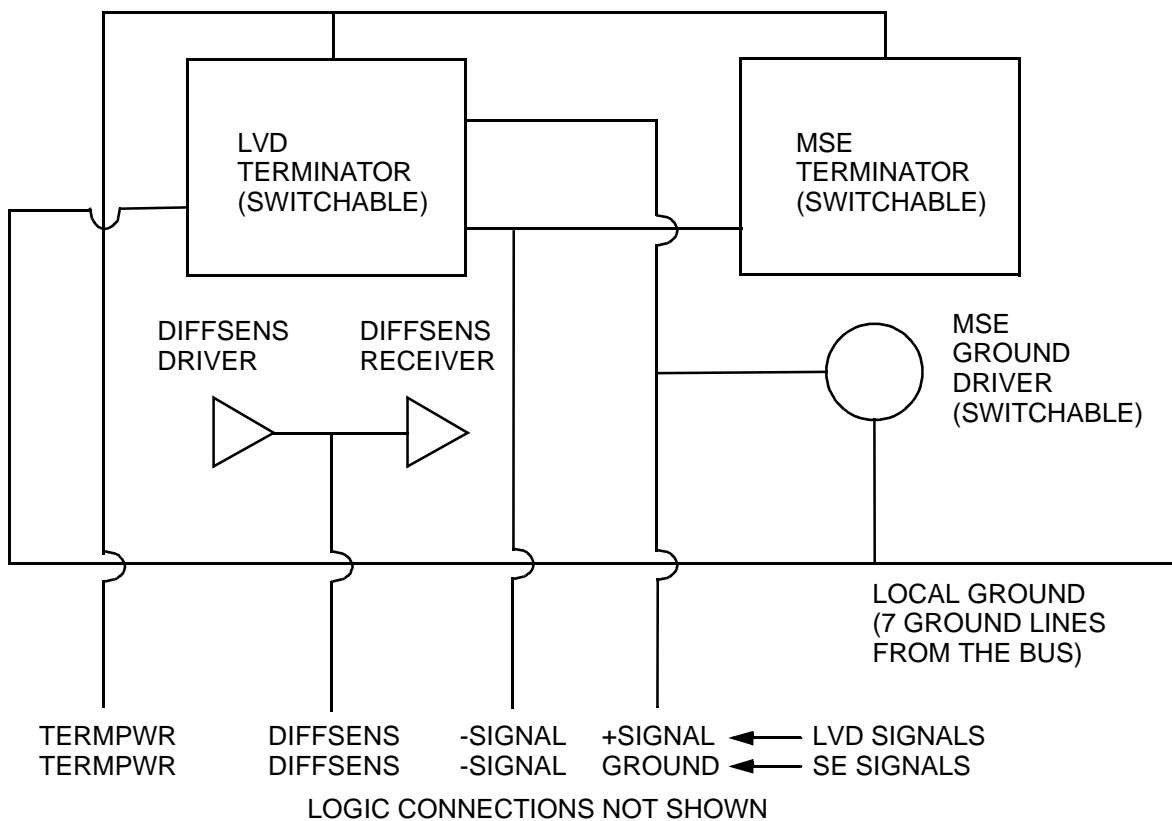 LVD
TERMINATOR
(SWITCHABLE)
MSE
TERMINATOR
(SWITCHABLE)
DIFFSENS
DRIVER
DIFFSENS
RECEIVER
MSE
GROUND
DRIVER
(SWITCHABLE)
LOCAL GROUND
(7 GROUND LINES
FROM THE BUS)
TERMPWR DIFFSENS -SIGNAL +SIGNAL LVD SIGNALS
TERMPWR DIFFSENS -SIGNAL GROUND SE SIGNALS
LOGIC CONNECTIONS NOT SHOWN